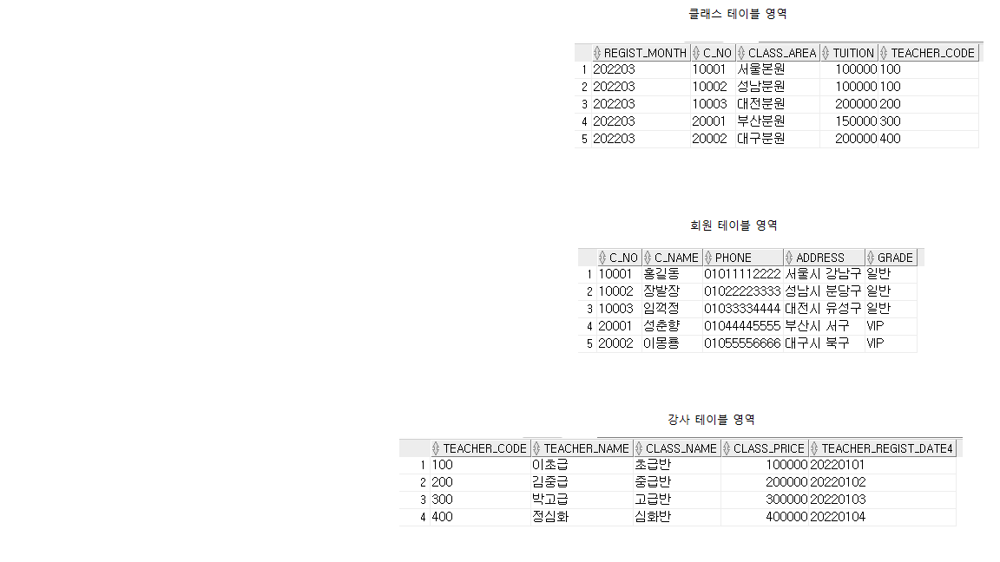 클래스 테이블 영역
REGIST_MONTH C_NO CLASS_AREA TUITION TEACHER_CODE
1 202203 10001 서울본원 100000 100
2 202203 10002 성남분원 100000 100
3 202203 10003 대전분원 200000 200
4 202203 20001 부산분원 150000 300
5 202203 20002 대구분원 200000 400
회원 테이블 영역
C_NO C_NAME PHONE ADDRESS GRADE
1 10001 홍길동 01011112222 서울시 강남구 일반
2 10002 장발장 01022223333 성남시 분당구 일반
3 10003 임꺽정 01033334444 대전시 유성구 일반
4 20001 성춘향 01044445555 부산시 서구 VIP
5 20002 이몽룡 01055556666 대구시 북구 VIP
강사 테이블 영역
TEACHER_CODE TEACHER_NAME CLASS_NAME CLASS_PRICE TEACHER_REGIST_DATE4
1 100 이초급 초급반 100000 20220101
2 200 김중급 중급반 200000 20220102
3 300 박고급 고급반 300000 20220103
4 400 정심화 심화반 400000 20220104